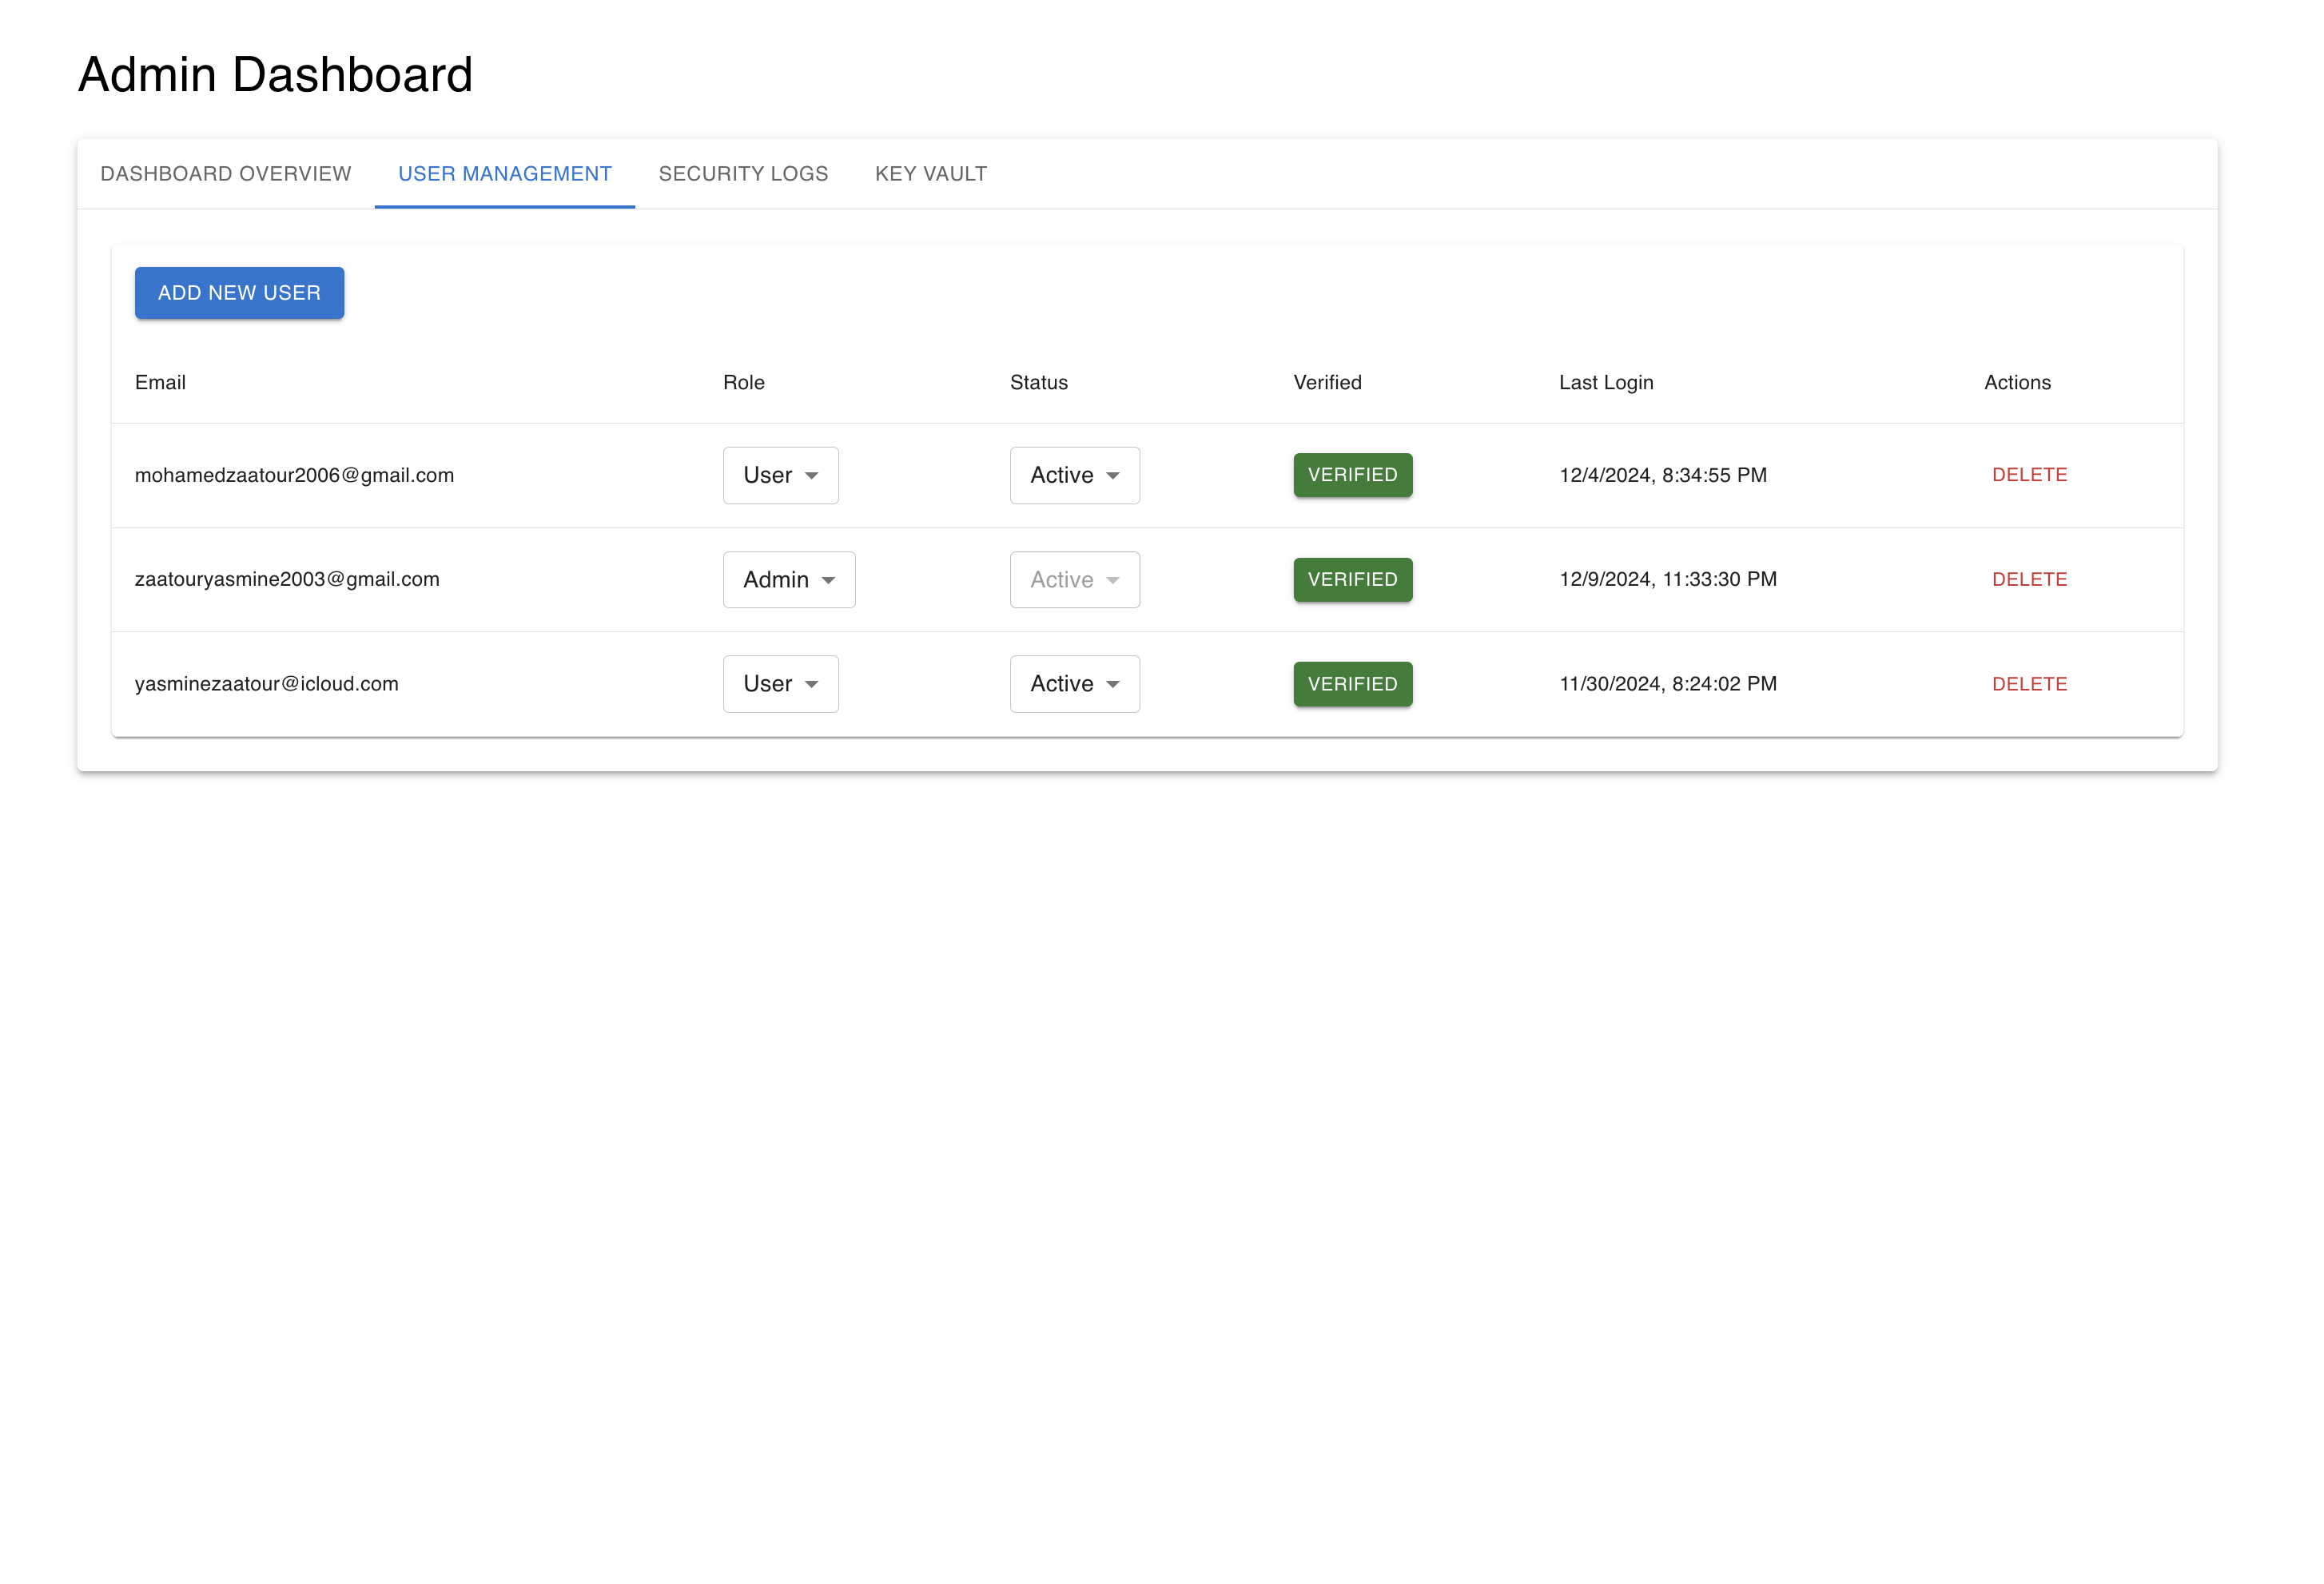 Admin Dashboard
DASHBOARD OVERVIEW USER MANAGEMENT SECURITY LOGS KEY VAULT
ADD NEW USER
Email Role Status Verified Last Login Actions
mohamedzaatour2006@gmail.com User Active VERIFIED 12/4/2024, 8:34:55 PM DELETE
zaatouryasmine2003@gmail.com Admin Active VERIFIED 12/9/2024, 11:33:30 PM DELETE
yasminezaatour@icloud.com User Active VERIFIED 11/30/2024, 8:24:02 PM DELETE